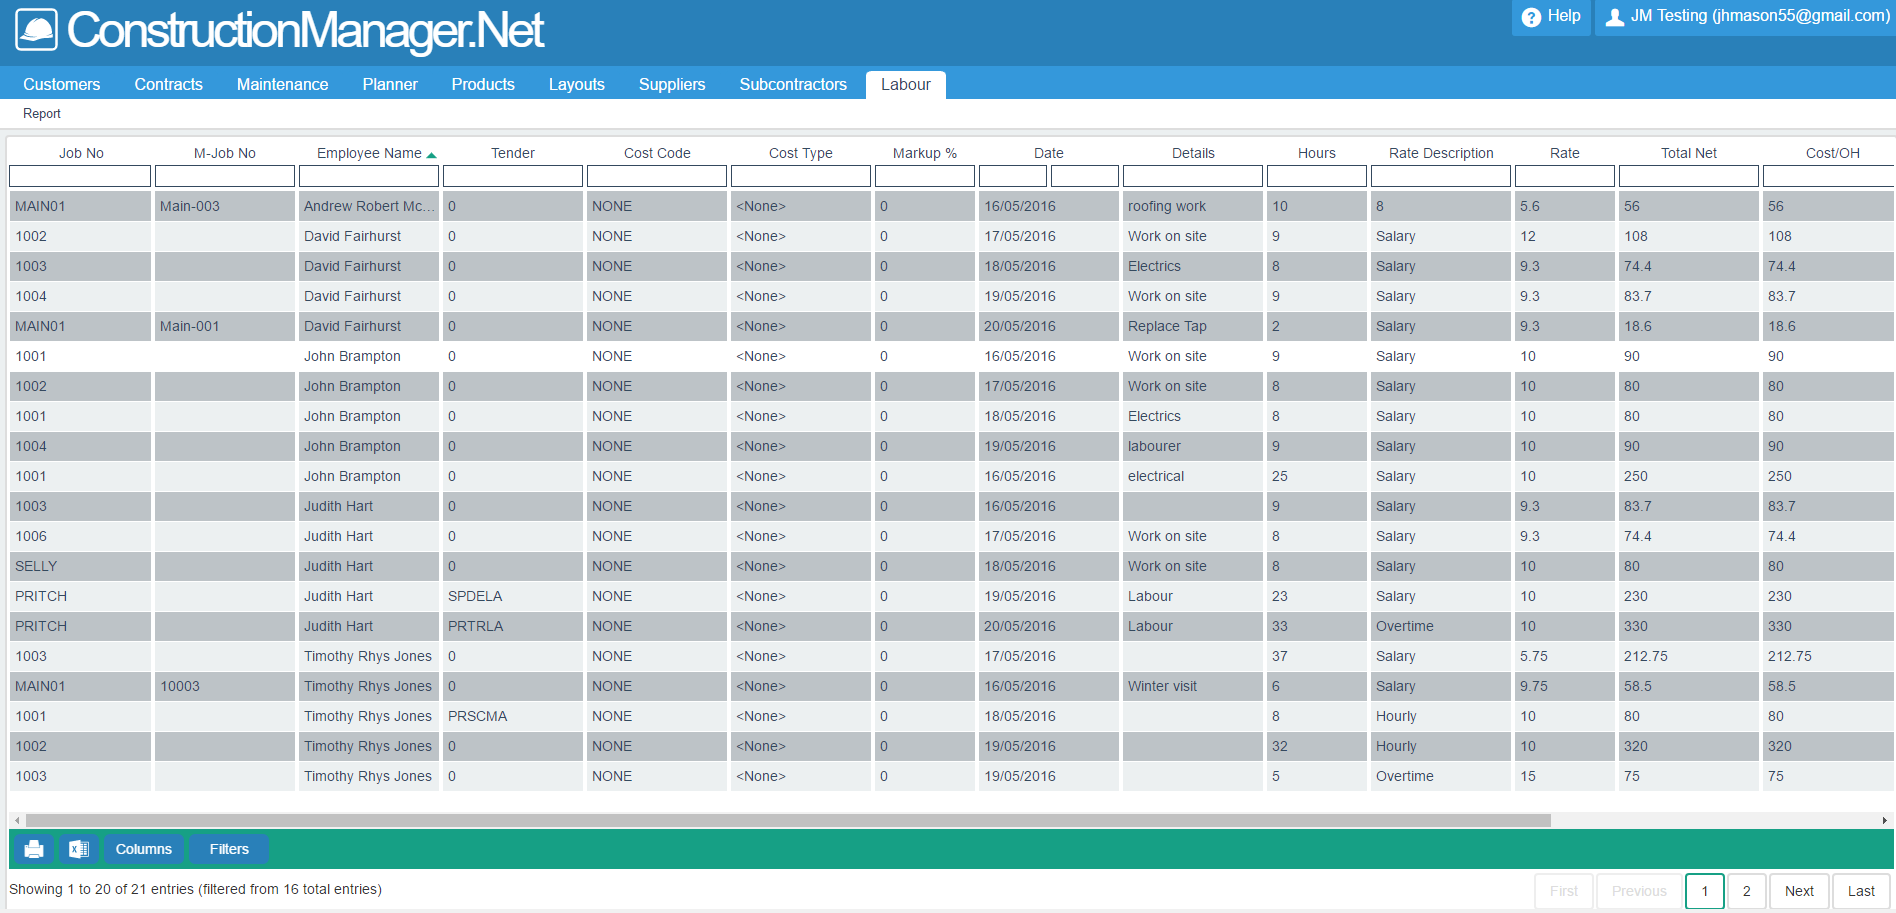 ConstructionManager.Net
Help
JM Testing (jhmason55@gmail.com)
Customers Contracts Maintenance Planner Products Layouts Suppliers Subcontractors Labour
Report
Job No M-Job No Employee Name Tender Cost Code Cost Type Markup % Date Details Hours Rate Description Rate Total Net Cost/OH
MAIN01 Main-003 Andrew Robert Mc... 0 NONE <None> 0 16/05/2016 roofing work 10 8 5.6 56 56
1002 David Fairhurst 0 NONE <None> 0 17/05/2016 Work on site 9 Salary 12 108 108
1003 David Fairhurst 0 NONE <None> 0 18/05/2016 Electrics 8 Salary 9.3 74.4 74.4
1004 David Fairhurst 0 NONE <None> 0 19/05/2016 Work on site 9 Salary 9.3 83.7 83.7
MAIN01 Main-001 David Fairhurst 0 NONE <None> 0 20/05/2016 Replace Tap 2 Salary 9.3 18.6 18.6
1001 John Brampton 0 NONE <None> 0 16/05/2016 Work on site 9 Salary 10 90 90
1002 John Brampton 0 NONE <None> 0 17/05/2016 Work on site 8 Salary 10 80 80
1001 John Brampton 0 NONE <None> 0 18/05/2016 Electrics 8 Salary 10 80 80
1004 John Brampton 0 NONE <None> 0 19/05/2016 labourer 9 Salary 10 90 90
1001 John Brampton 0 NONE <None> 0 16/05/2016 electrical 25 Salary 10 250 250
1003 Judith Hart 0 NONE <None> 0 16/05/2016 9 Salary 9.3 83.7 83.7
1006 Judith Hart 0 NONE <None> 0 17/05/2016 Work on site 8 Salary 9.3 74.4 74.4
SELLY Judith Hart 0 NONE <None> 0 18/05/2016 Work on site 8 Salary 10 80 80
PRITCH Judith Hart SPDELA NONE <None> 0 19/05/2016 Labour 23 Salary 10 230 230
PRITCH Judith Hart PRTRLA NONE <None> 0 20/05/2016 Labour 33 Overtime 10 330 330
1003 Timothy Rhys Jones 0 NONE <None> 0 17/05/2016 37 Salary 5.75 212.75 212.75
MAIN01 10003 Timothy Rhys Jones 0 NONE <None> 0 16/05/2016 Winter visit 6 Salary 9.75 58.5 58.5
1001 Timothy Rhys Jones PRSCMA NONE <None> 0 18/05/2016 8 Hourly 10 80 80
1002 Timothy Rhys Jones 0 NONE <None> 0 19/05/2016 32 Hourly 10 320 320
1003 Timothy Rhys Jones 0 NONE <None> 0 19/05/2016 5 Overtime 15 75 75
Columns Filters
Showing 1 to 20 of 21 entries (filtered from 16 total entries)
First Previous 1 2 Next Last